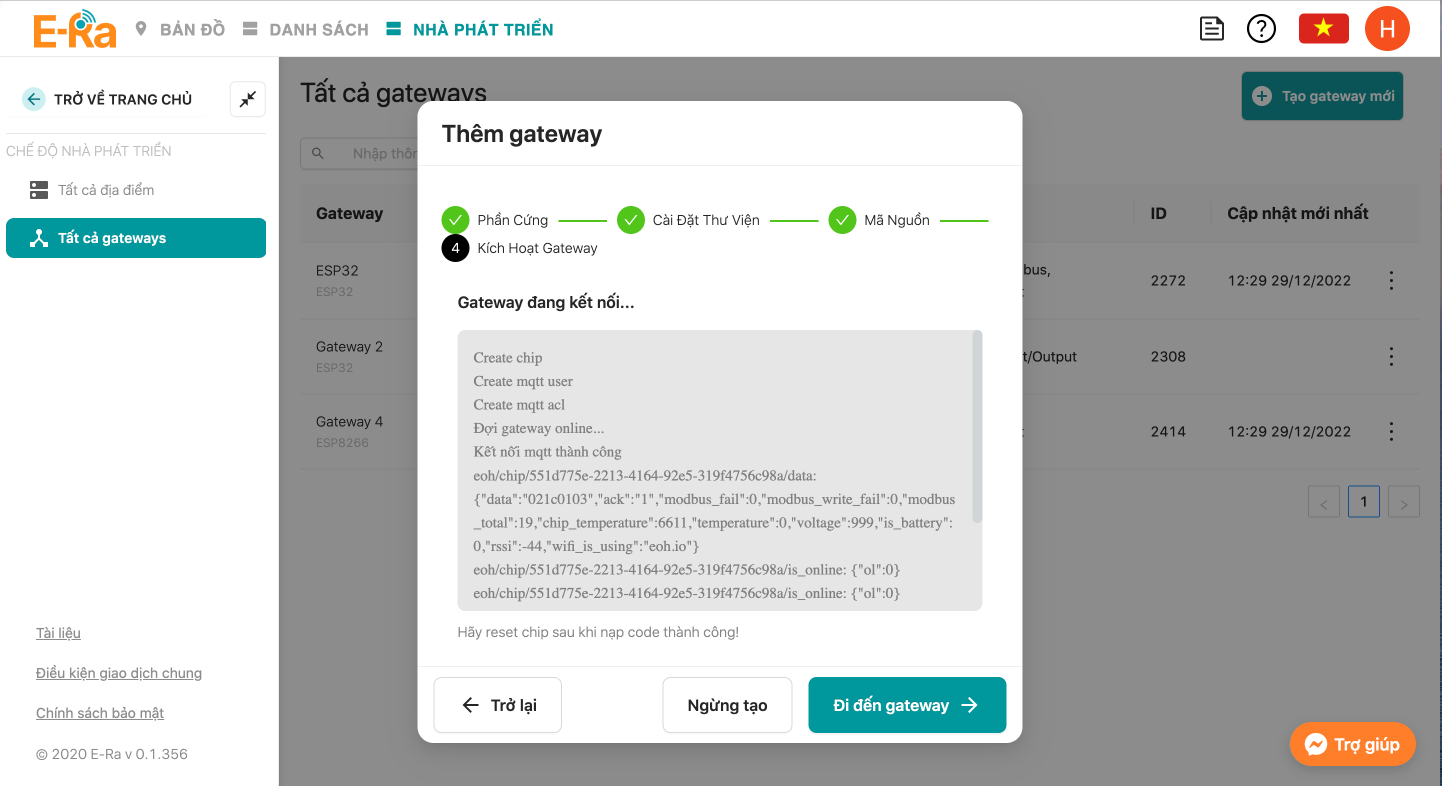 E-Ra
BẢN ĐỒ
DANH SÁCH
NHÀ PHÁT TRIỂN
H
TRỞ VỀ TRANG CHỦ
CHẾ ĐỘ NHÀ PHÁT TRIỂN
Tất cả địa điểm
Tất cả gateways
Tài liệu
Điều kiện giao dịch chung
Chính sách bảo mật
© 2020 E-Ra v 0.1.356
Tất cả gateways
Tạo gateway mới
Nhập thôn
Gateway
ID
Cập nhật mới nhất
ESP32
ESP32
bus,
2272
12:29 29/12/2022
Gateway 2
ESP32
t/Output
2308
Gateway 4
ESP8266
2414
12:29 29/12/2022
<
1
>
Thêm gateway
Phần Cứng
Cài Đặt Thư Viện
Mã Nguồn
4
Kích Hoạt Gateway
Gateway đang kết nối...
Create chip
Create mqtt user
Create mqtt acl
Đợi gateway online...
Kết nối mqtt thành công
eoh/chip/551d775e-2213-4164-92e5-319f4756c98a/data:
{"data":"021c0103","ack":"1","modbus_fail":0,"modbus_write_fail":0,"modbus
_total":19,"chip_temperature":6611,"temperature":0,"voltage":999,"is_battery":
0,"rssi":-44,"wifi_is_using":"eoh.io"}
eoh/chip/551d775e-2213-4164-92e5-319f4756c98a/is_online: {"ol":0}
eoh/chip/551d775e-2213-4164-92e5-319f4756c98a/is_online: {"ol":0}
Hãy reset chip sau khi nạp code thành công!
Trở lại
Ngừng tạo
Đi đến gateway
Trợ giúp